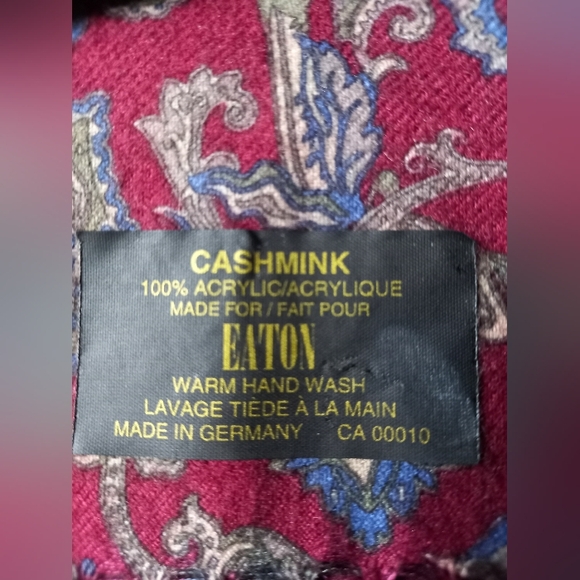 CASHMINK
100% ACRYLIC/ACRYLIQUE
MADE FOR/FAIT POUR
EATON
WARM HAND WASH
LAVAGE TIÈDE À LA MAIN
MADE IN GERMANY CA 00010